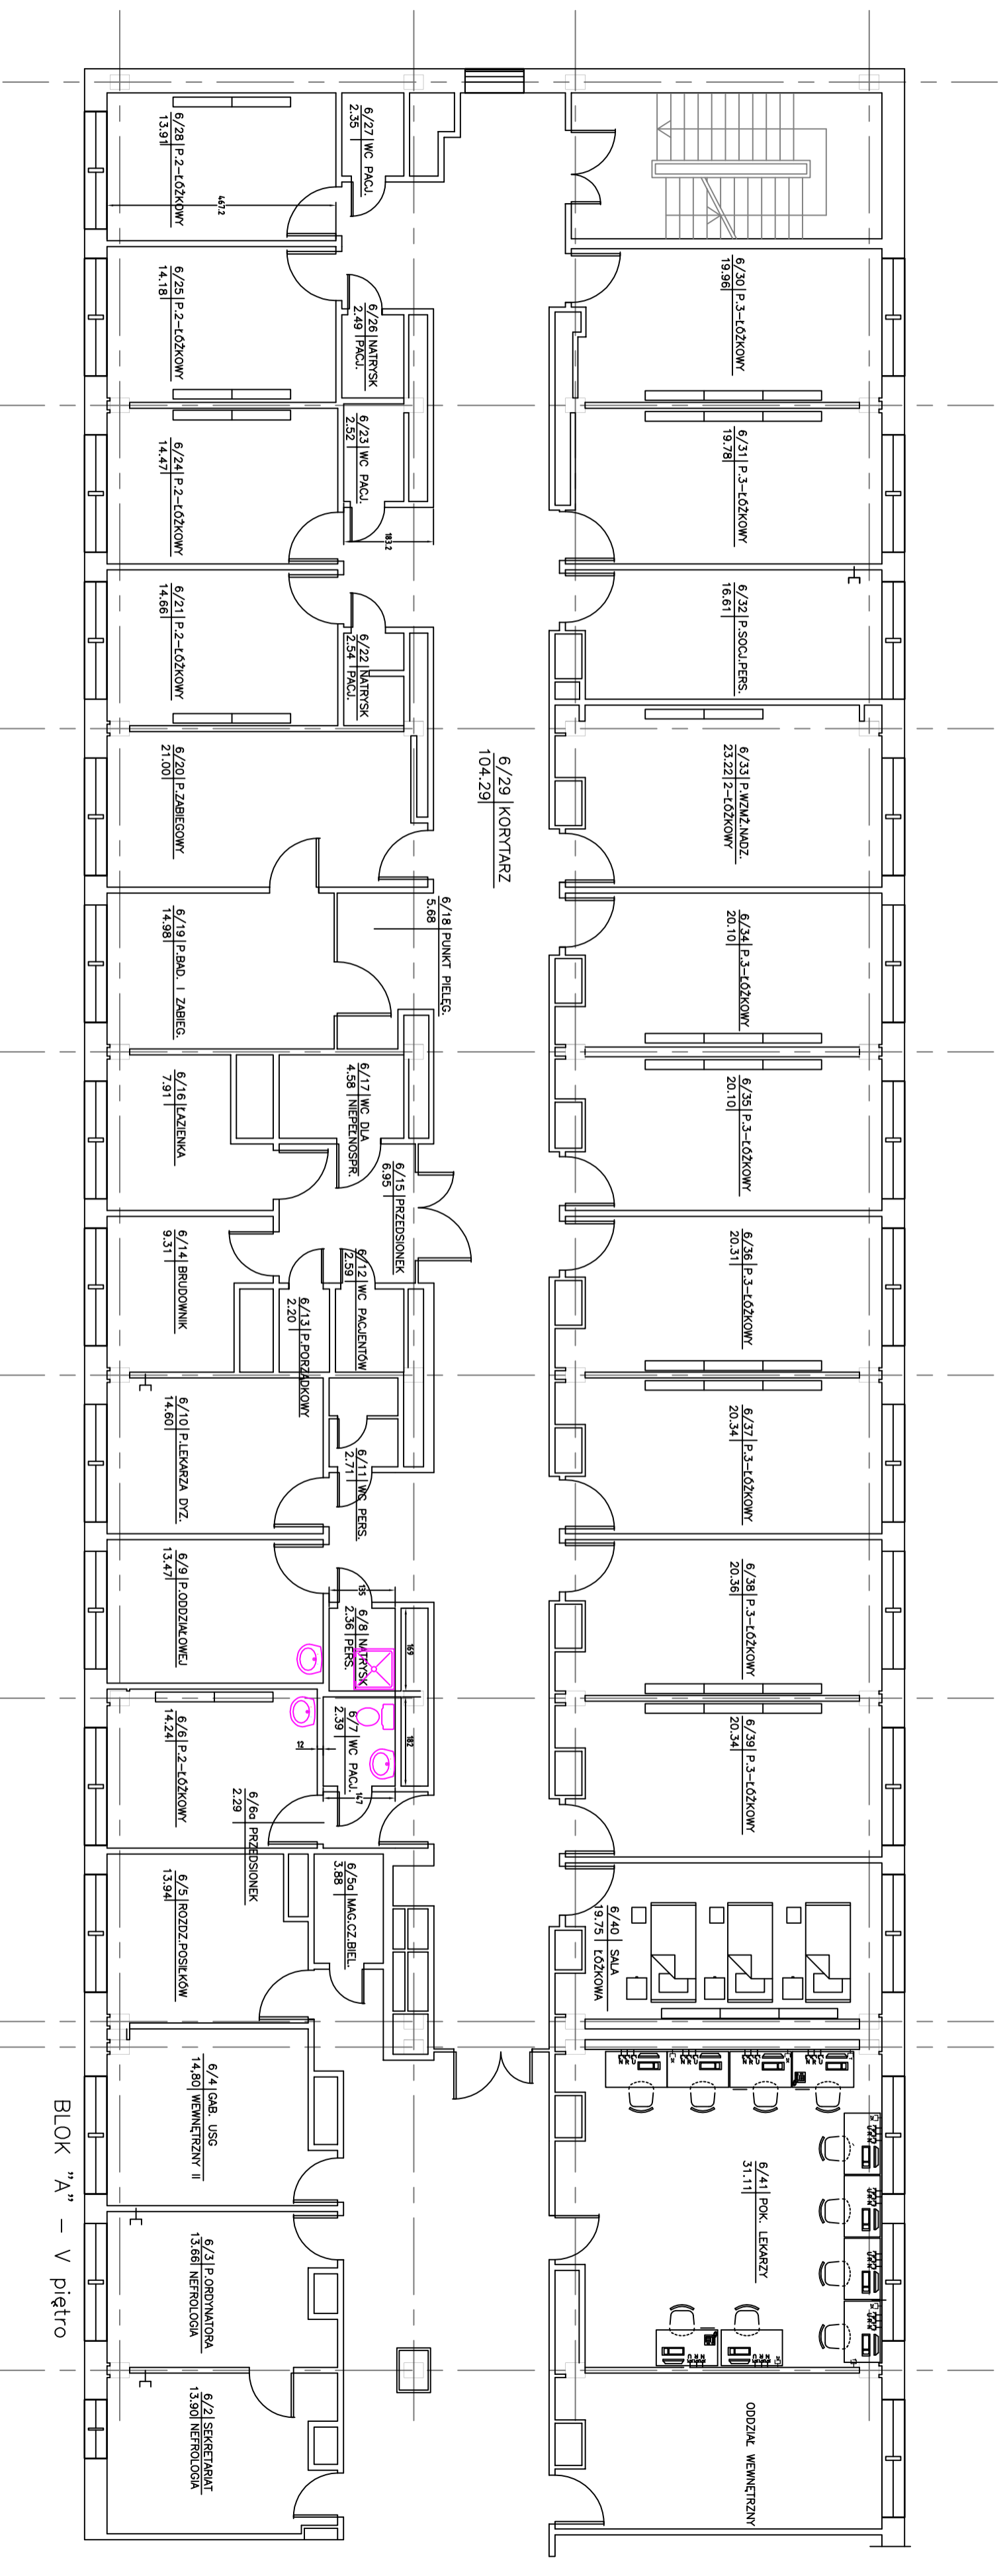 6/28 P.2-ŁÓŻKOWY
13.91
467.2
6/27 WC PACJ.
2.35
6/25 P.2-ŁÓŻKOWY
14.18
6/26 NATRYSK
2.49 PACJ.
6/30 P.3-ŁÓŻKOWY
19.96
6/24 P.2-ŁÓŻKOWY
14.47
6/23 WC PACJ.
2.52
183.2
6/31 P.3-ŁÓŻKOWY
19.78
6/21 P.2-ŁÓŻKOWY
14.66
6/22 NATRYSK
2.54 PACJ.
6/32 P.SOCJ.PERS.
16.61
6/20 P.ZABIEGOWY
21.00
6/29 KORYTARZ
104.29
6/33 P.WZMŻ.NADZ.
23.22 2-ŁÓŻKOWY
6/19 P.BAD. I ZABIEG.
14.98
6/18 PUNKT PIELĘG.
5.68
6/34 P.3-ŁÓŻKOWY
20.10
6/16 ŁAZIENKA
7.91
6/17 WC DLA
4.58 NIEPEŁNOSPR.
6/15 PRZEDSIONEK
6.95
6/35 P.3-ŁÓŻKOWY
20.10
6/14 BRUDOWNIK
9.31
6/13 P.PORZĄDKOWY
2.20
6/12 WC PACJENTÓW
2.59
6/36 P.3-ŁÓŻKOWY
20.31
6/10 P.LEKARZA DYŻ.
14.60
6/11 WC PERS.
2.71
6/37 P.3-ŁÓŻKOWY
20.34
6/9 P.ODDZIAŁOWEJ
13.47
6/8 NATRYSK
2.36 PERS.
135
169
6/38 P.3-ŁÓŻKOWY
20.36
6/6 P.2-ŁÓŻKOWY
14.24
12
6/7 WC PACJ.
2.39
147
182
6/39 P.3-ŁÓŻKOWY
20.34
6/6a PRZEDSIONEK
2.29
6/5 ROZDZ.POSIŁKÓW
13.94
6/5a MAG.CZ.BIEL.
3.88
6/40 SALA
19.75 ŁÓŻKOWA
6/4 GAB. USG
14,80 WEWNĘTRZNY II
6/41 POK. LEKARZY
31.11
6/3 P.ORDYNATORA
13.66 NEFROLOGIA
6/2 SEKRETARIAT
13.90 NEFROLOGIA
ODDZIAŁ WEWNĘTRZNY
BLOK "A" – V piętro